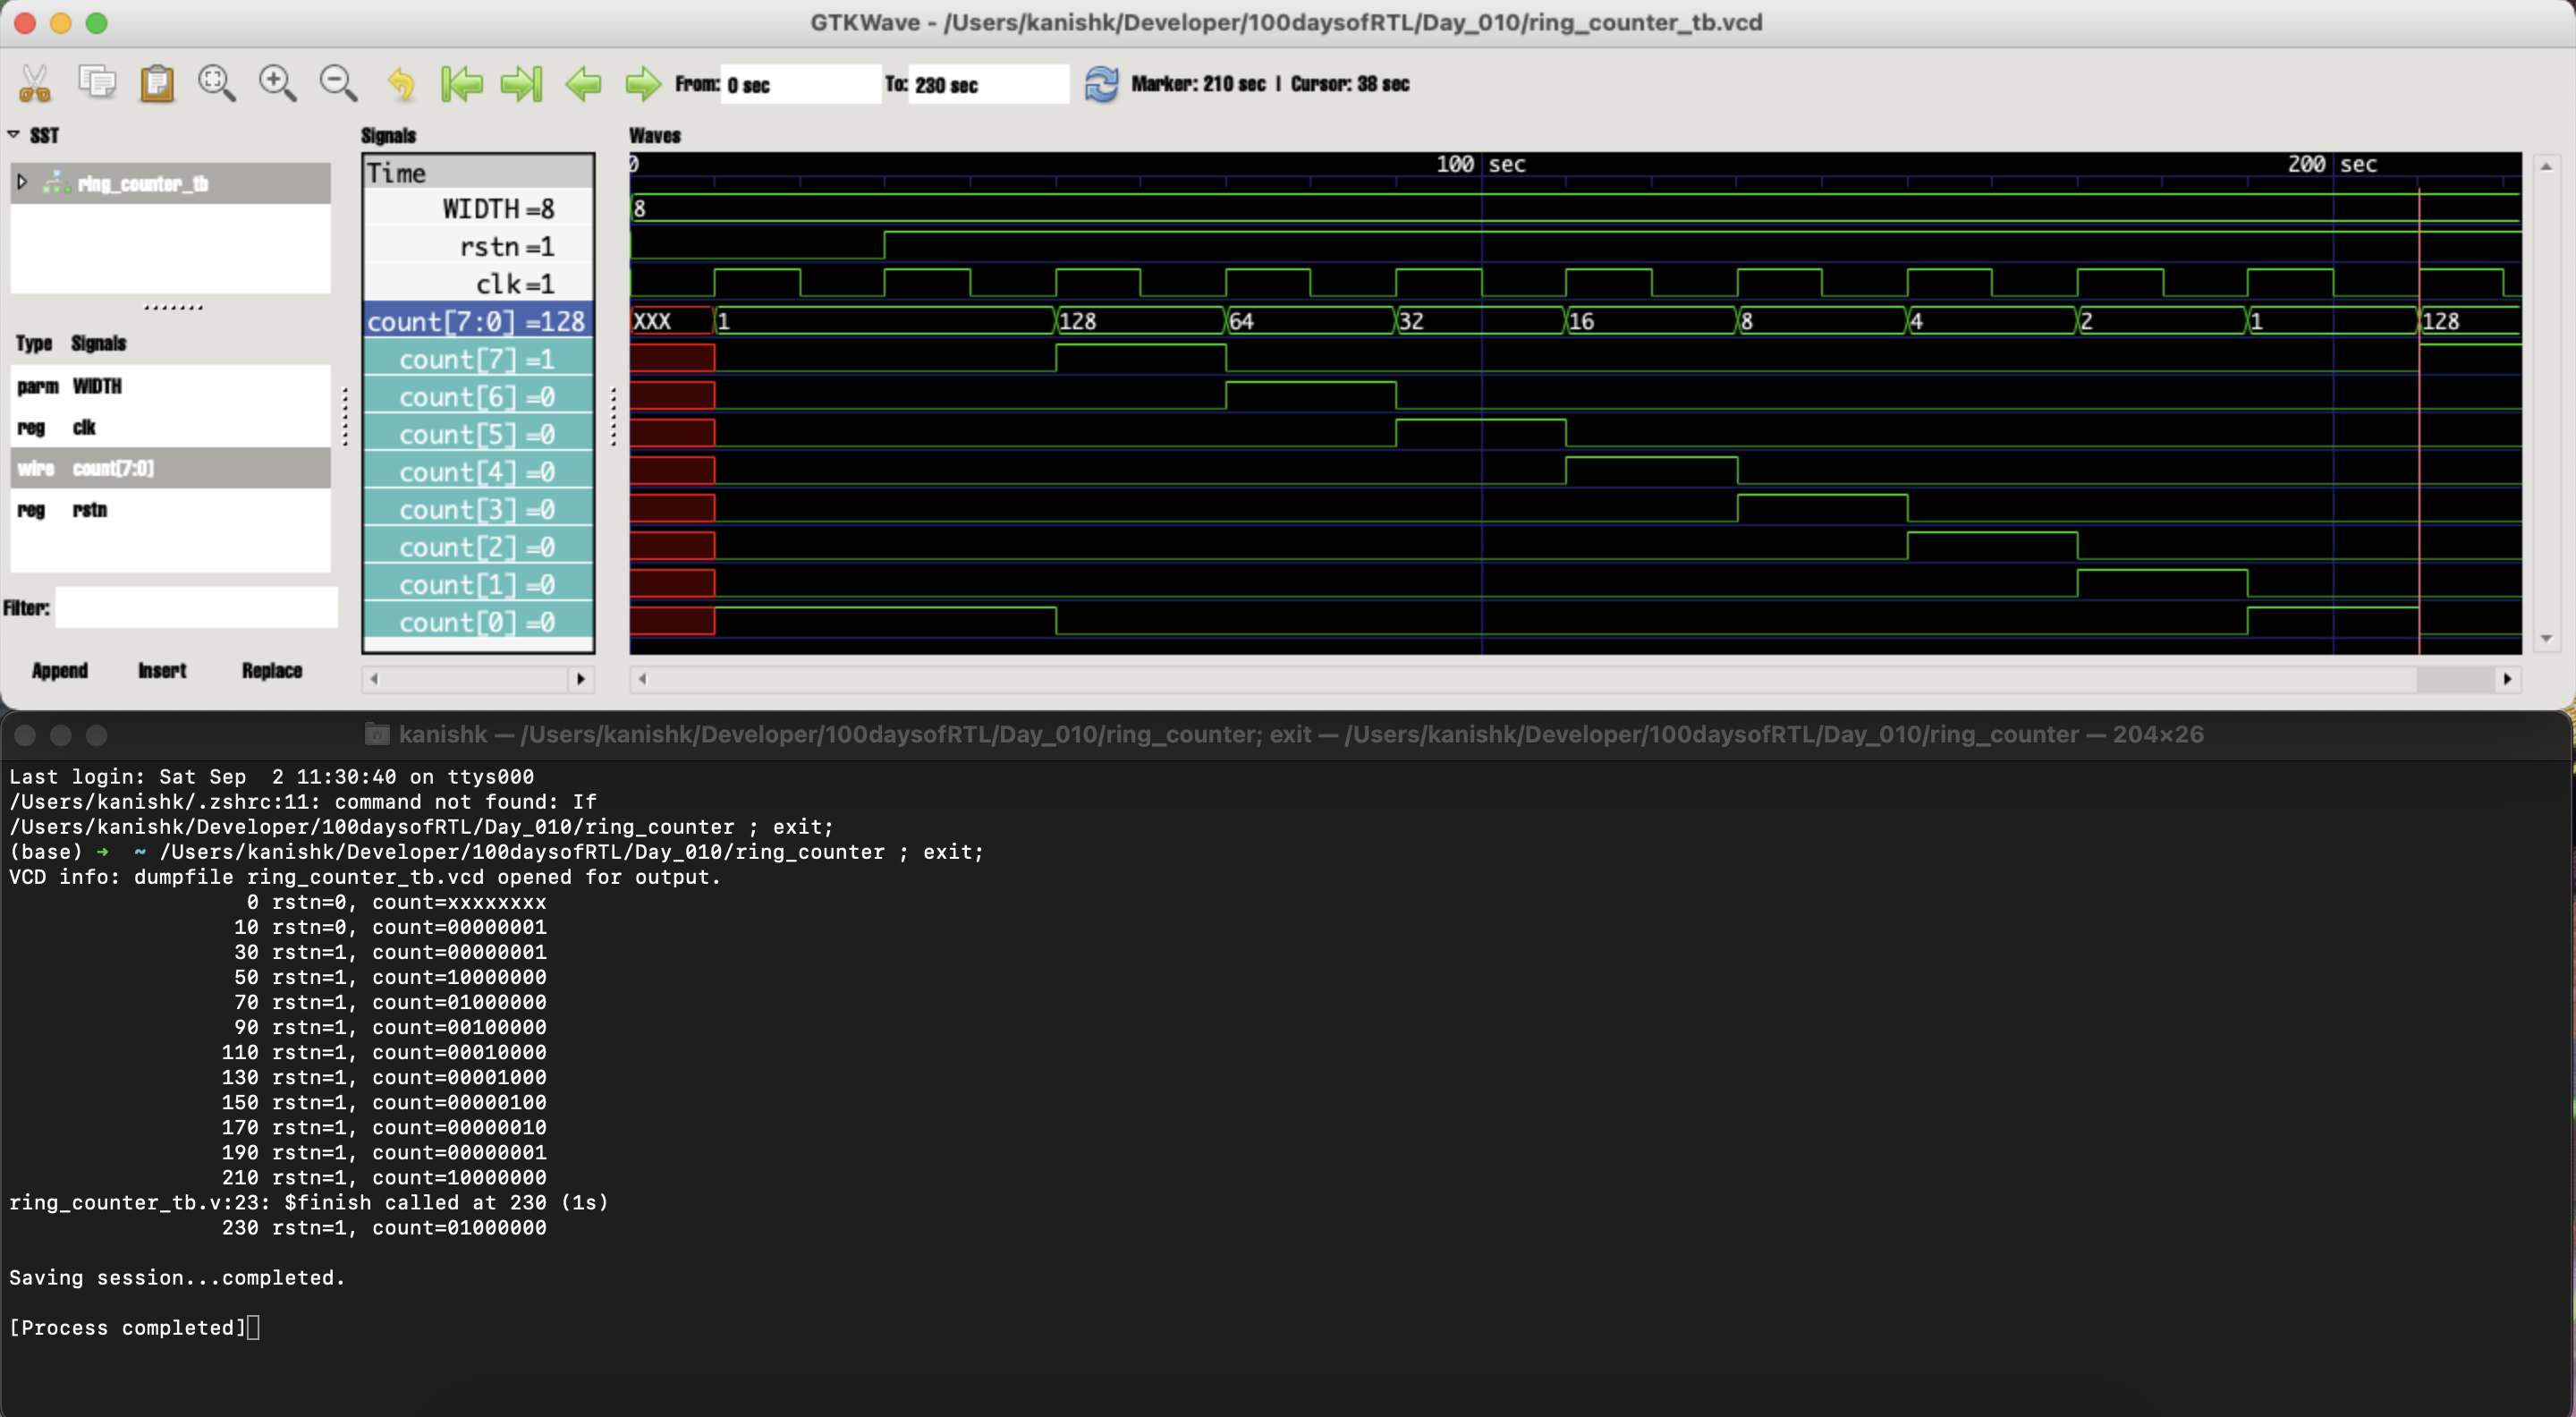 GTKWave - /Users/kanishk/Developer/100daysofRTL/Day_010/ring_counter_tb.vcd
From: 0 sec To: 230 sec Marker: 210 sec | Cursor: 38 sec
SST
ring_counter_tb
Type Signals
parm WIDTH
reg clk
wire count[7:0]
reg rstn
Filter:
Append Insert Replace
Signals
Time
WIDTH =8
rstn =1
clk =1
count[7:0] =128
count[7] =1
count[6] =0
count[5] =0
count[4] =0
count[3] =0
count[2] =0
count[1] =0
count[0] =0
Waves
0 100 sec 200 sec
8
XXX 1 128 64 32 16 8 4 2 1 128
kanishk — /Users/kanishk/Developer/100daysofRTL/Day_010/ring_counter; exit — /Users/kanishk/Developer/100daysofRTL/Day_010/ring_counter — 204×26
Last login: Sat Sep  2 11:30:40 on ttys000
/Users/kanishk/.zshrc:11: command not found: If
/Users/kanishk/Developer/100daysofRTL/Day_010/ring_counter ; exit;
(base) ➜  ~ /Users/kanishk/Developer/100daysofRTL/Day_010/ring_counter ; exit;
VCD info: dumpfile ring_counter_tb.vcd opened for output.
0 rstn=0, count=xxxxxxxx
10 rstn=0, count=00000001
30 rstn=1, count=00000001
50 rstn=1, count=10000000
70 rstn=1, count=01000000
90 rstn=1, count=00100000
110 rstn=1, count=00010000
130 rstn=1, count=00001000
150 rstn=1, count=00000100
170 rstn=1, count=00000010
190 rstn=1, count=00000001
210 rstn=1, count=10000000
ring_counter_tb.v:23: $finish called at 230 (1s)
230 rstn=1, count=01000000
Saving session...completed.
[Process completed]